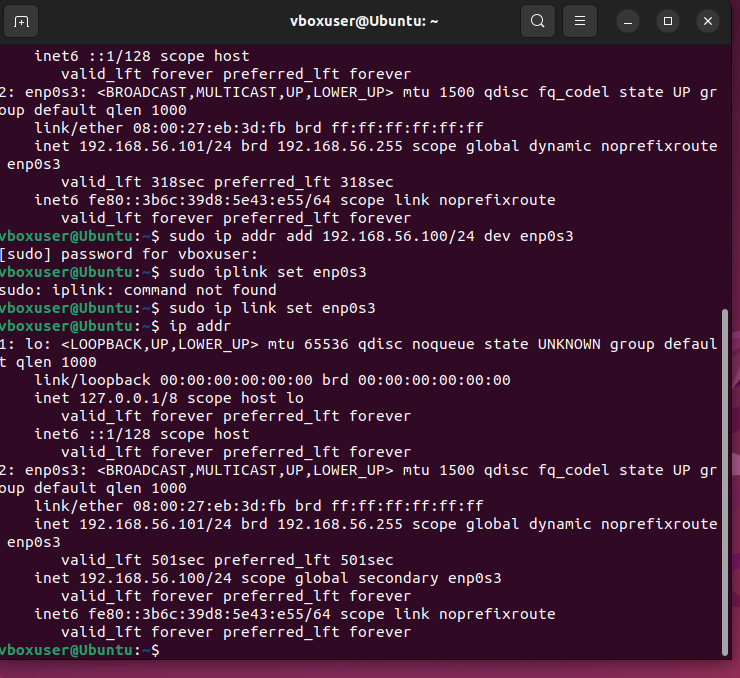 vboxuser@Ubuntu: ~
inet6 ::1/128 scope host
valid_lft forever preferred_lft forever
2: enp0s3: <BROADCAST,MULTICAST,UP,LOWER_UP> mtu 1500 qdisc fq_codel state UP gr
oup default qlen 1000
link/ether 08:00:27:eb:3d:fb brd ff:ff:ff:ff:ff:ff
inet 192.168.56.101/24 brd 192.168.56.255 scope global dynamic noprefixroute
enp0s3
valid_lft 318sec preferred_lft 318sec
inet6 fe80::3b6c:39d8:5e43:e55/64 scope link noprefixroute
valid_lft forever preferred_lft forever
vboxuser@Ubuntu:~$ sudo ip addr add 192.168.56.100/24 dev enp0s3
[sudo] password for vboxuser:
vboxuser@Ubuntu:~$ sudo iplink set enp0s3
sudo: iplink: command not found
vboxuser@Ubuntu:~$ sudo ip link set enp0s3
vboxuser@Ubuntu:~$ ip addr
1: lo: <LOOPBACK,UP,LOWER_UP> mtu 65536 qdisc noqueue state UNKNOWN group defaul
t qlen 1000
link/loopback 00:00:00:00:00:00 brd 00:00:00:00:00:00
inet 127.0.0.1/8 scope host lo
valid_lft forever preferred_lft forever
inet6 ::1/128 scope host
valid_lft forever preferred_lft forever
2: enp0s3: <BROADCAST,MULTICAST,UP,LOWER_UP> mtu 1500 qdisc fq_codel state UP gr
oup default qlen 1000
link/ether 08:00:27:eb:3d:fb brd ff:ff:ff:ff:ff:ff
inet 192.168.56.101/24 brd 192.168.56.255 scope global dynamic noprefixroute
enp0s3
valid_lft 501sec preferred_lft 501sec
inet 192.168.56.100/24 scope global secondary enp0s3
valid_lft forever preferred_lft forever
inet6 fe80::3b6c:39d8:5e43:e55/64 scope link noprefixroute
valid_lft forever preferred_lft forever
vboxuser@Ubuntu:~$